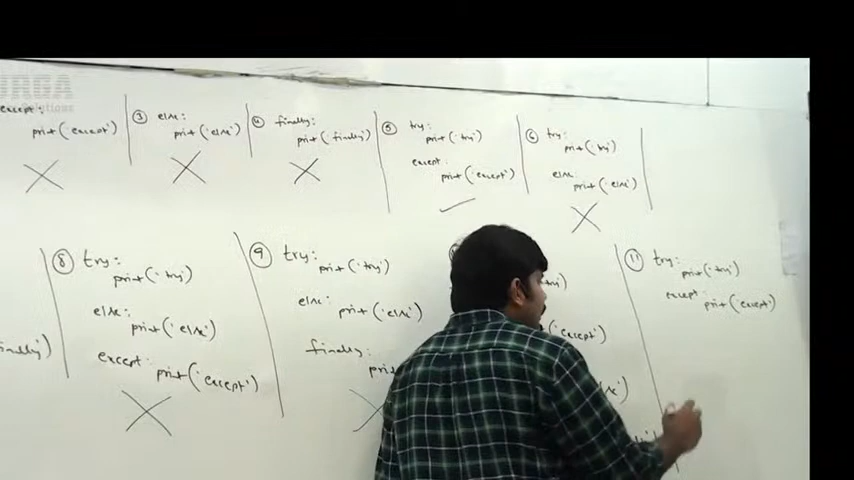 URGA
Solutions
except:
print('except')
③ else:
print('else')
④ finally:
print('finally')
⑤ try:
print('try')
except:
print('except')
⑥ try:
print('try')
else:
print('else')
⑧ try:
print('try')
else:
print('else')
except:
print('except')
⑨ try:
print('try')
else:
print('else')
finally:
⑪ try:
print('try')
except:
print('except')